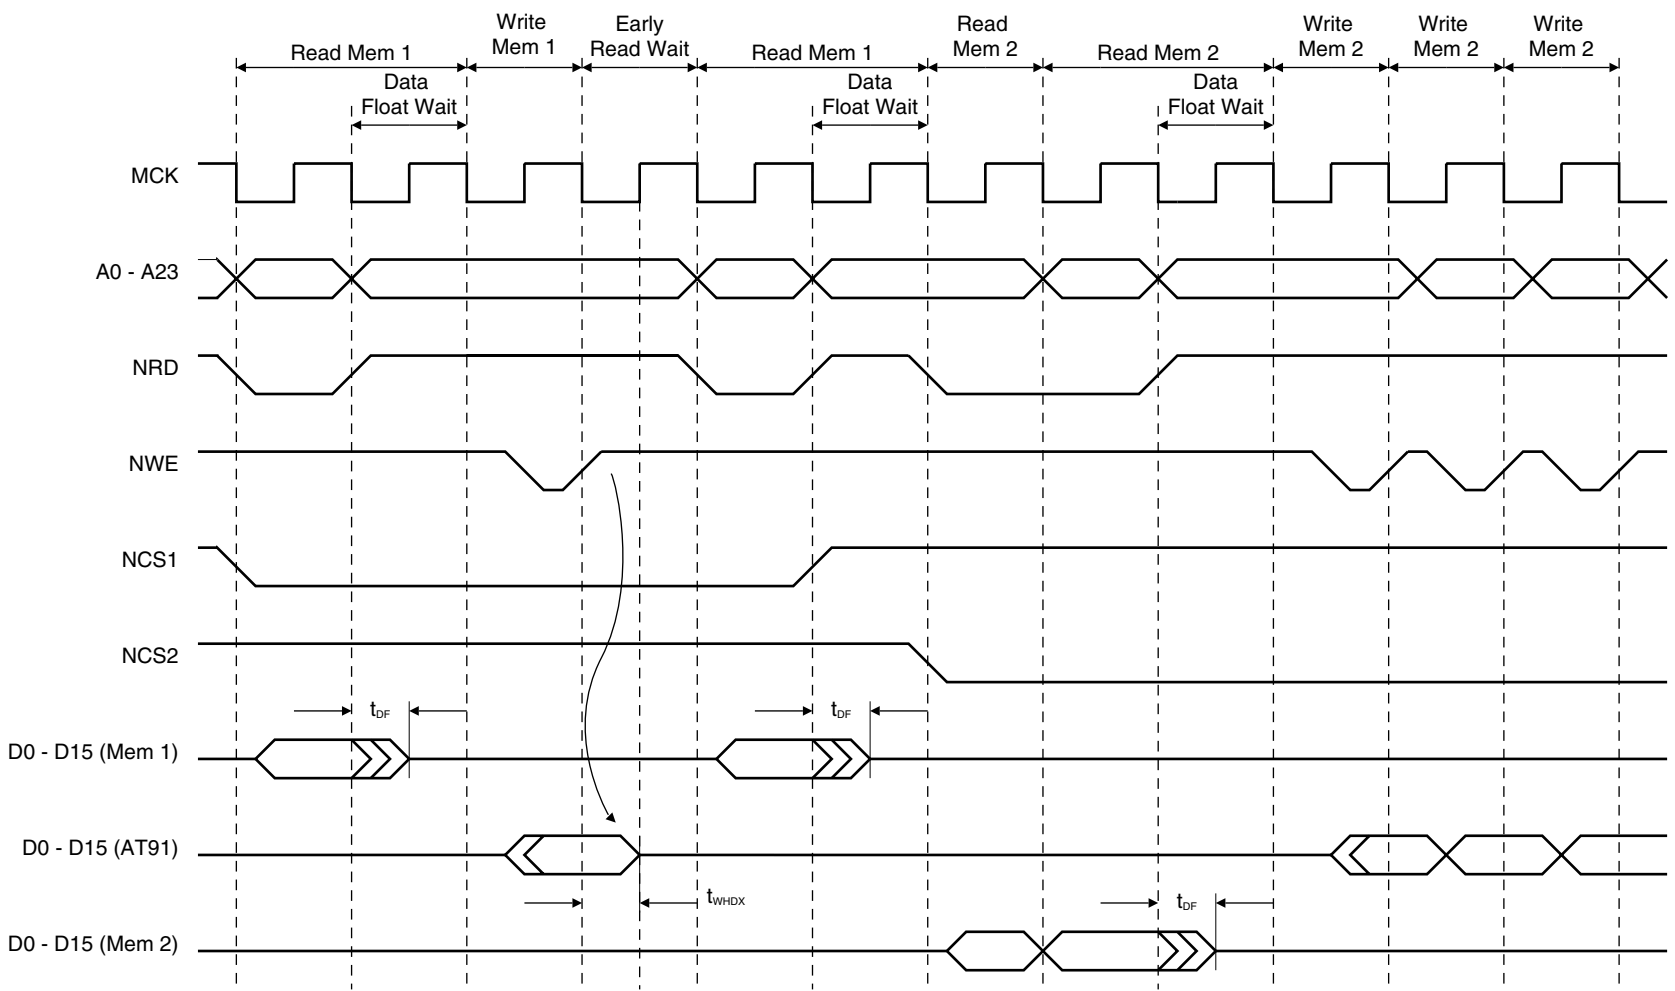 Read Mem 1
Write
Mem 1
Early
Read Wait
Read Mem 1
Read
Mem 2
Read Mem 2
Write
Mem 2
Write
Mem 2
Write
Mem 2
Data
Float Wait
Data
Float Wait
Data
Float Wait
MCK
A0 - A23
NRD
NWE
NCS1
NCS2
tDF
tDF
D0 - D15 (Mem 1)
D0 - D15 (AT91)
tWHDX
tDF
D0 - D15 (Mem 2)